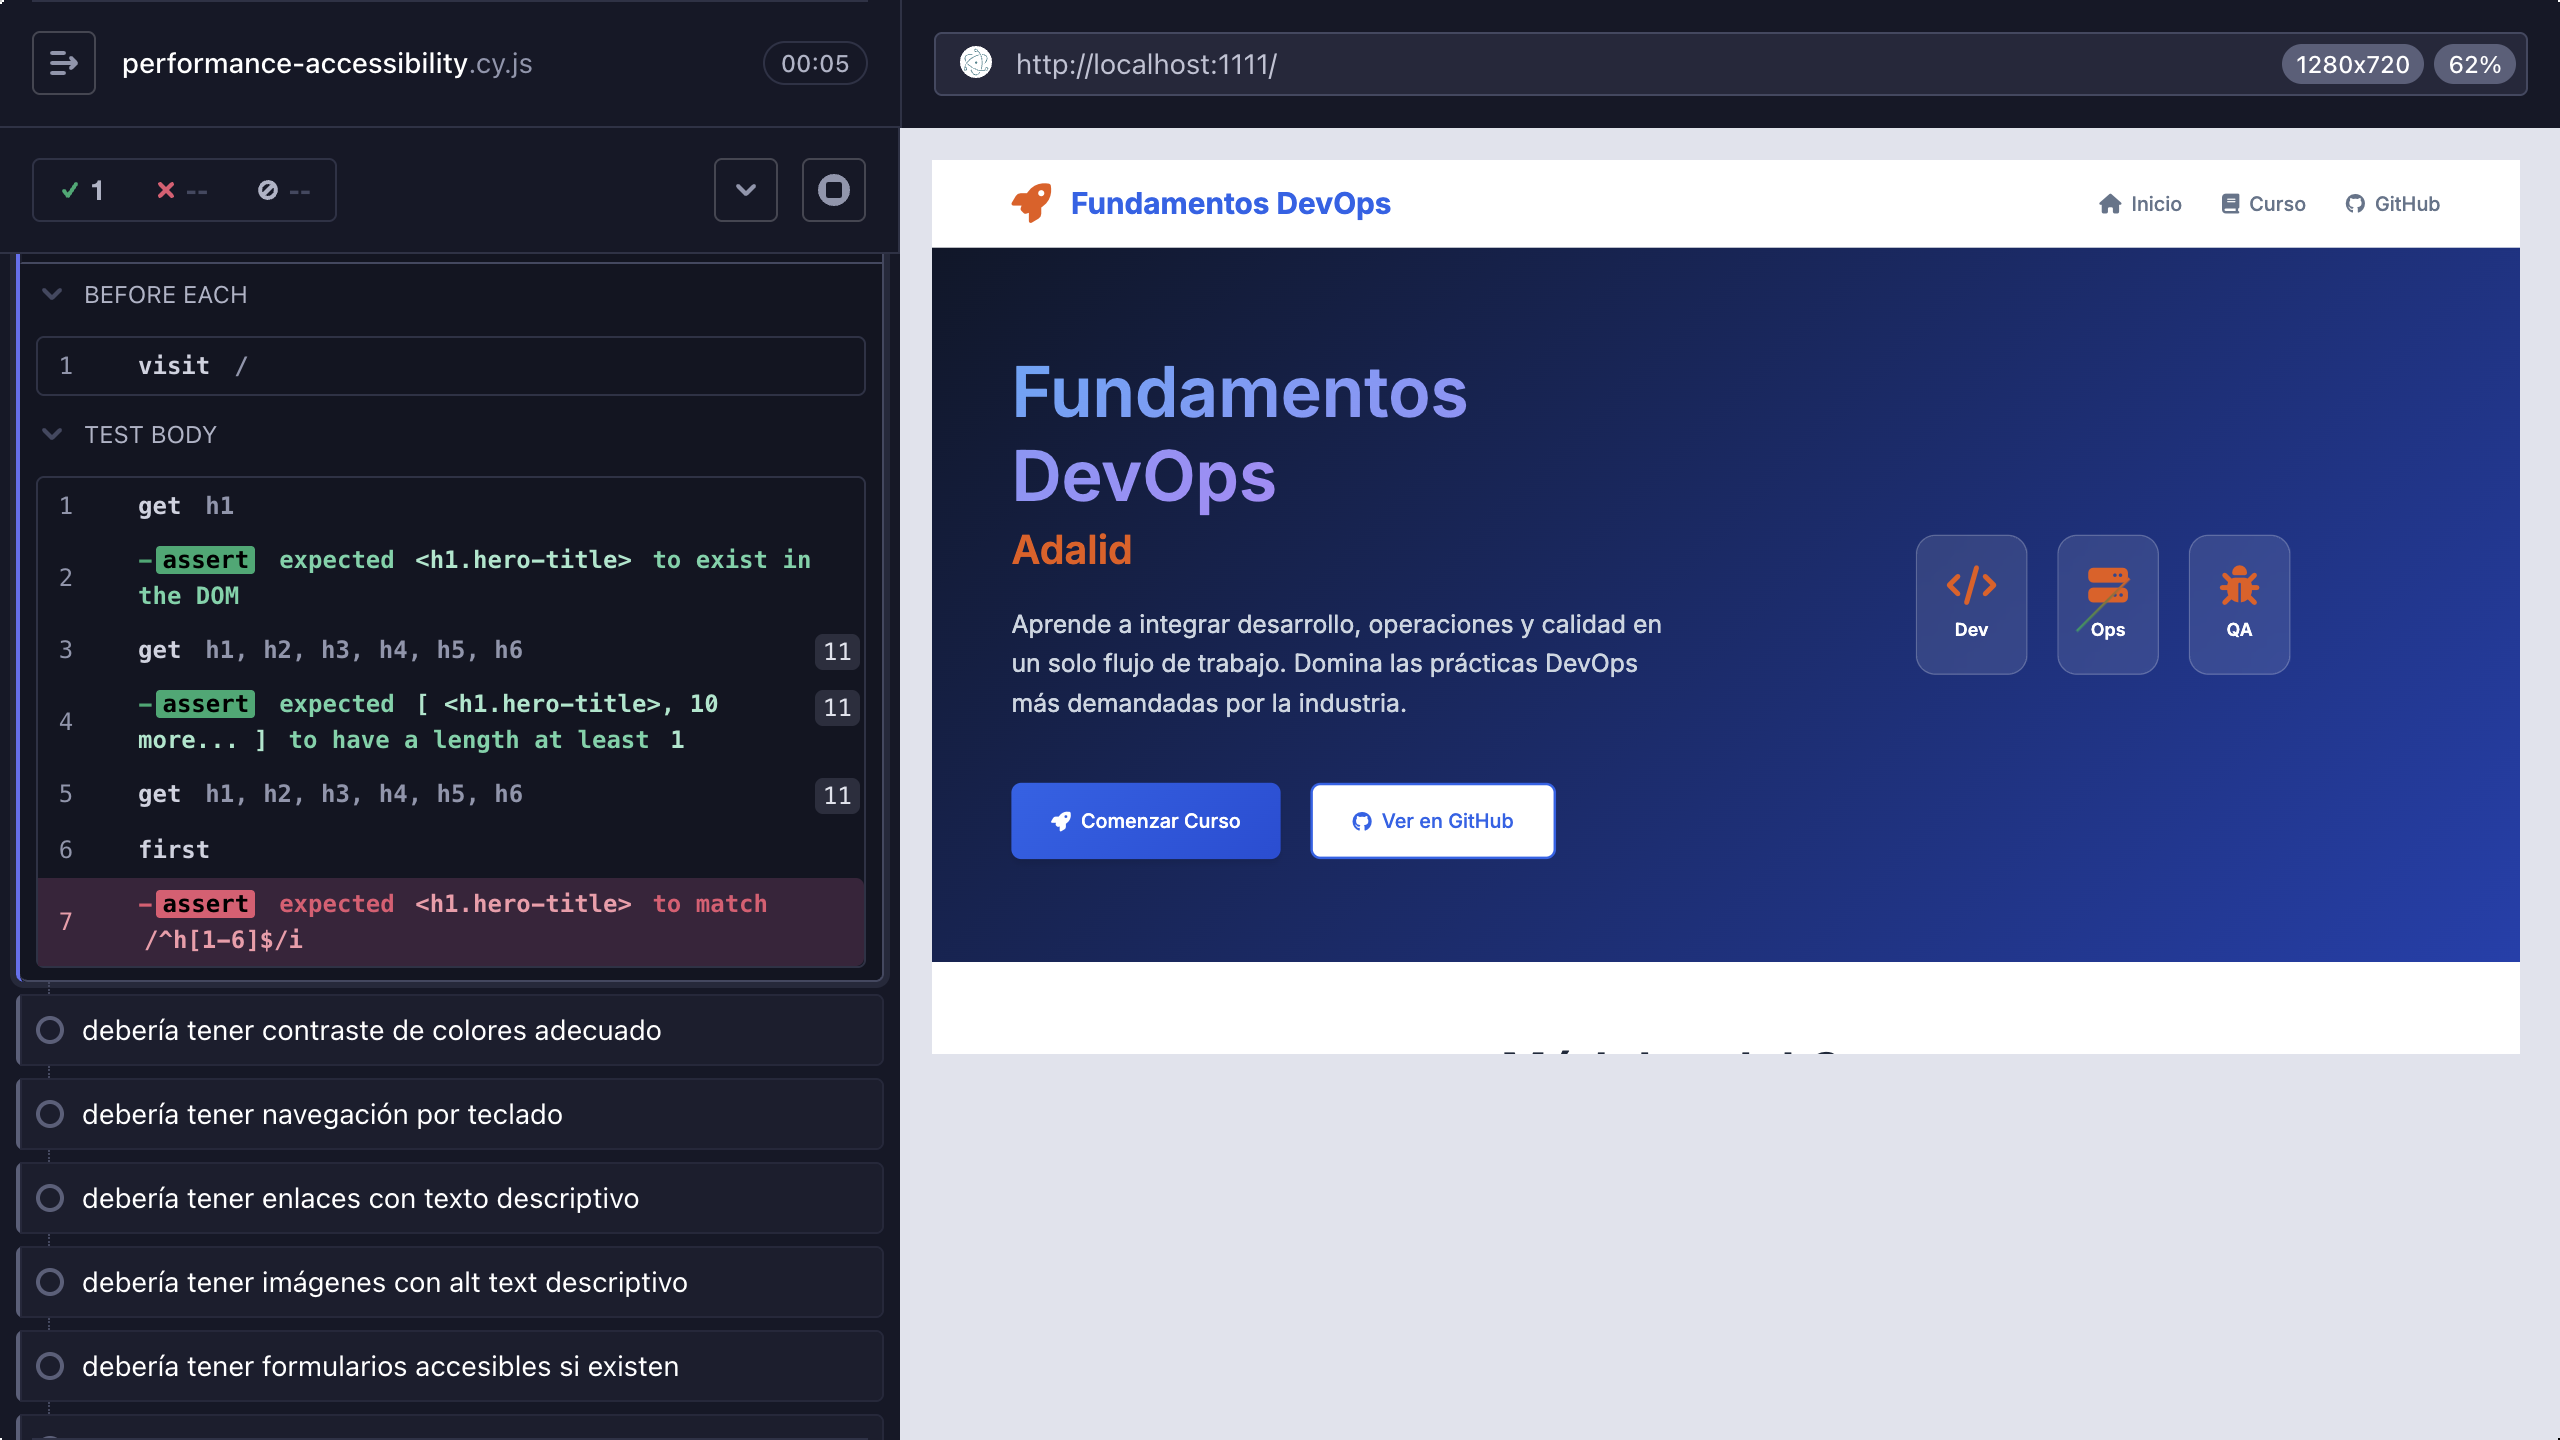 performance-accessibility.cy.js
00:05
1
--
--
BEFORE EACH
1 visit /
TEST BODY
1 get h1
2 -assert expected <h1.hero-title> to exist in
the DOM
3 get h1, h2, h3, h4, h5, h6 11
4 -assert expected [ <h1.hero-title>, 10 11
more... ] to have a length at least 1
5 get h1, h2, h3, h4, h5, h6 11
6 first
7 -assert expected <h1.hero-title> to match
/^h[1-6]$/i
debería tener contraste de colores adecuado
debería tener navegación por teclado
debería tener enlaces con texto descriptivo
debería tener imágenes con alt text descriptivo
debería tener formularios accesibles si existen
http://localhost:1111/
1280x720
62%
Fundamentos DevOps
Inicio
Curso
GitHub
Fundamentos
DevOps
Adalid
Aprende a integrar desarrollo, operaciones y calidad en
un solo flujo de trabajo. Domina las prácticas DevOps
más demandadas por la industria.
Comenzar Curso
Ver en GitHub
Dev
Ops
QA